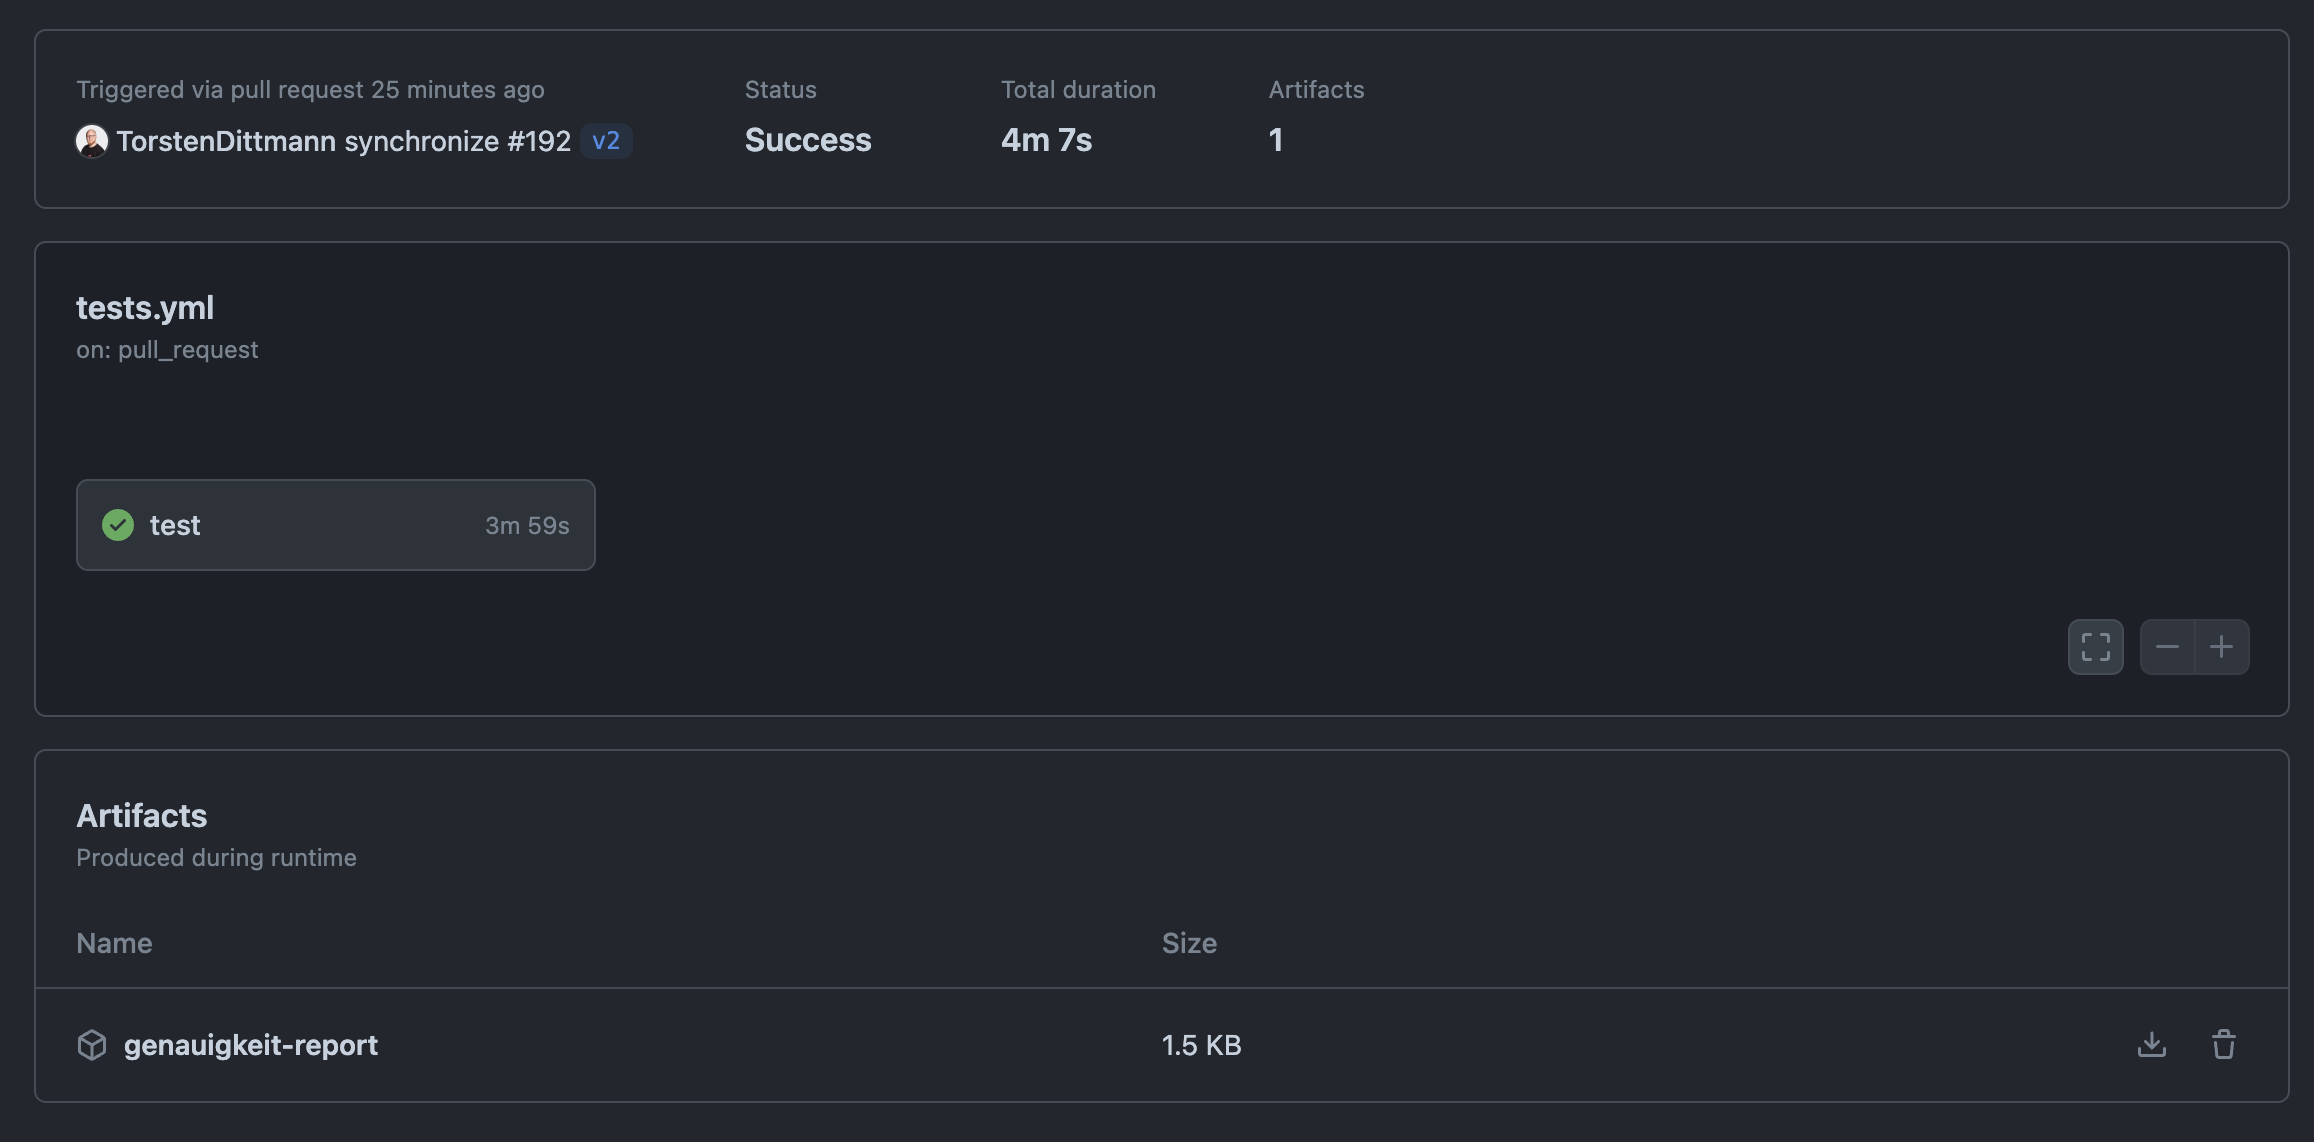 Triggered via pull request 25 minutes ago
TorstenDittmann synchronize #192 v2
Status
Success
Total duration
4m 7s
Artifacts
1
tests.yml
on: pull_request
test 3m 59s
Artifacts
Produced during runtime
Name Size
genauigkeit-report 1.5 KB